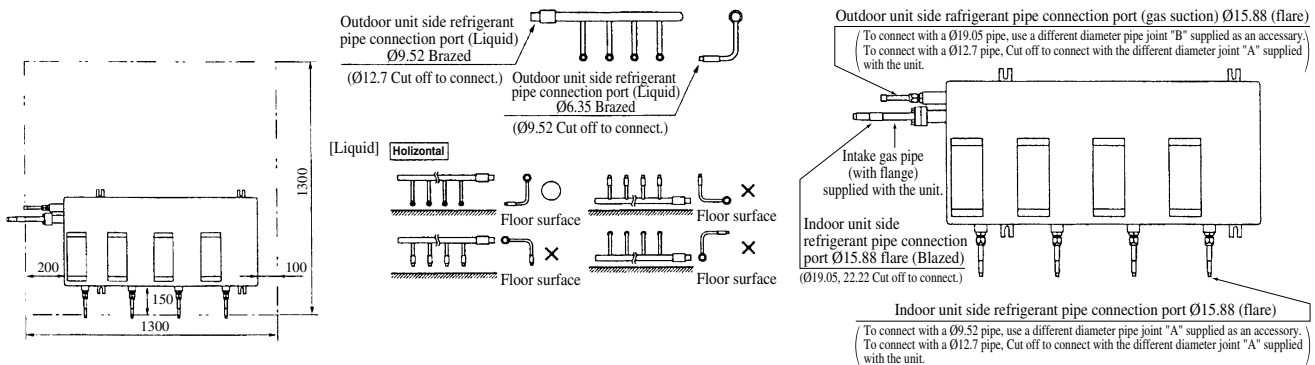 1300
200
100
150
1300
Outdoor unit side refrigerant
pipe connection port (Liquid)
Ø9.52 Brazed
(Ø12.7 Cut off to connect.)
Outdoor unit side refrigerant
pipe connection port (Liquid)
Ø6.35 Brazed
(Ø9.52 Cut off to connect.)
[Liquid] Holizontal
Floor surface
Floor surface
Floor surface
Floor surface
Outdoor unit side rafrigerant pipe connection port (gas suction) Ø15.88 (flare)
To connect with a Ø19.05 pipe, use a different diameter pipe joint "B" supplied as an accessary.
To connect with a Ø12.7 pipe, Cut off to connect with the different diameter joint "A" supplied
with the unit.
Intake gas pipe
(with flange)
supplied with the unit.
Indoor unit side
refrigerant pipe connection
port Ø15.88 flare (Blazed)
(Ø19.05, 22.22 Cut off to connect.)
Indoor unit side refrigerant pipe connection port Ø15.88 (flare)
To connect with a Ø9.52 pipe, use a different diameter pipe joint "A" supplied as an accessory.
To connect with a Ø12.7 pipe, Cut off to connect with the different diameter joint "A" supplied
with the unit.